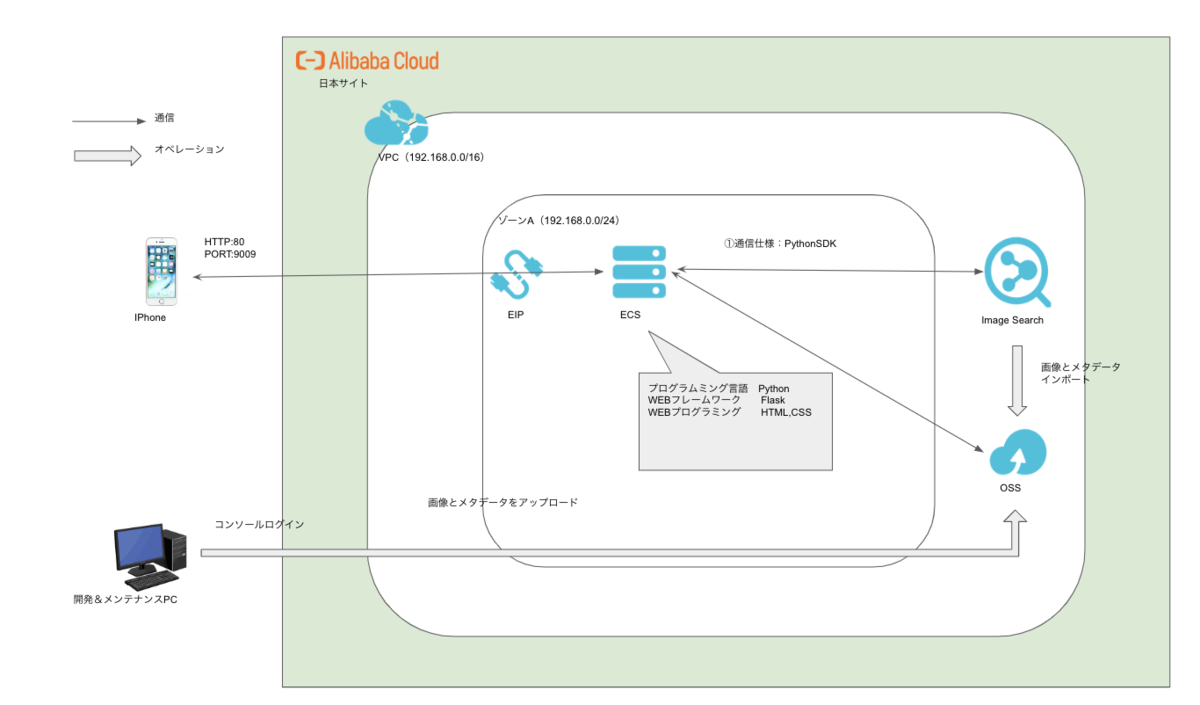 Alibaba Cloud
日本サイト
通信
オペレーション
VPC（192.168.0.0/16）
ゾーンA（192.168.0.0/24）
HTTP:80
PORT:9009
①通信仕様：PythonSDK
IPhone
EIP
ECS
Image Search
画像とメタデータ
インポート
プログラムミング言語　Python
WEBフレームワーク　Flask
WEBプログラミング　HTML,CSS
OSS
画像とメタデータをアップロード
コンソールログイン
開発＆メンテナンスPC